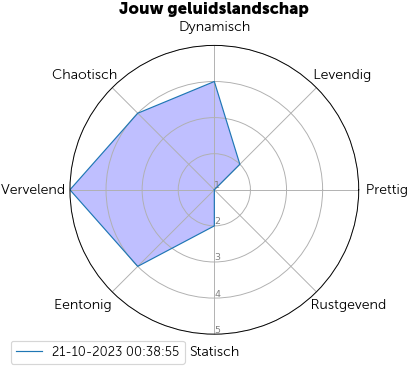 Jouw geluidslandschap
Dynamisch
Chaotisch
Levendig
Vervelend
1
Prettig
2
3
Eentonig
4
Rustgevend
5
21-10-2023 00:38:55
Statisch